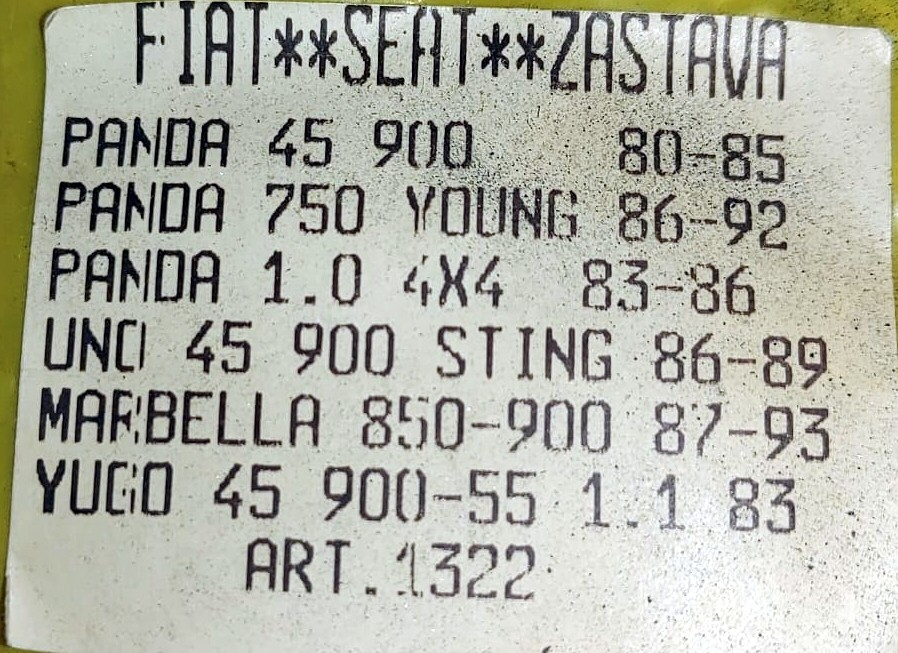 FIAT**SEAT**ZASTAVA
PANDA 45 900 80-85
PANDA 750 YOUNG 86-92
PANDA 1.0 4X4 83-86
UNO 45 900 STING 86-89
MARBELLA 850-900 87-93
YUGO 45 900-55 1.1 83
ART.1322